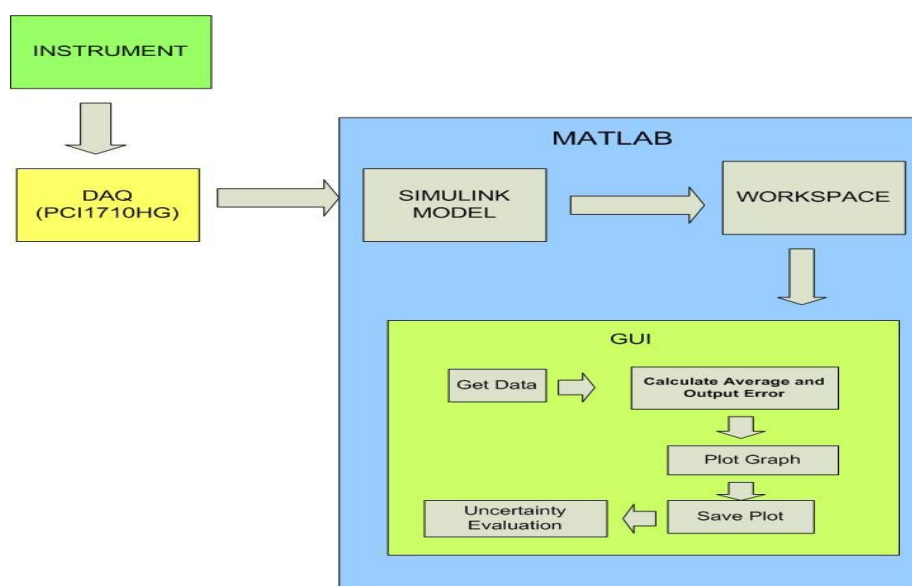 INSTRUMENT
DAQ
(PCI1710HG)
MATLAB
SIMULINK
MODEL
WORKSPACE
GUI
Get Data
Calculate Average and
Output Error
Plot Graph
Save Plot
Uncertainty
Evaluation